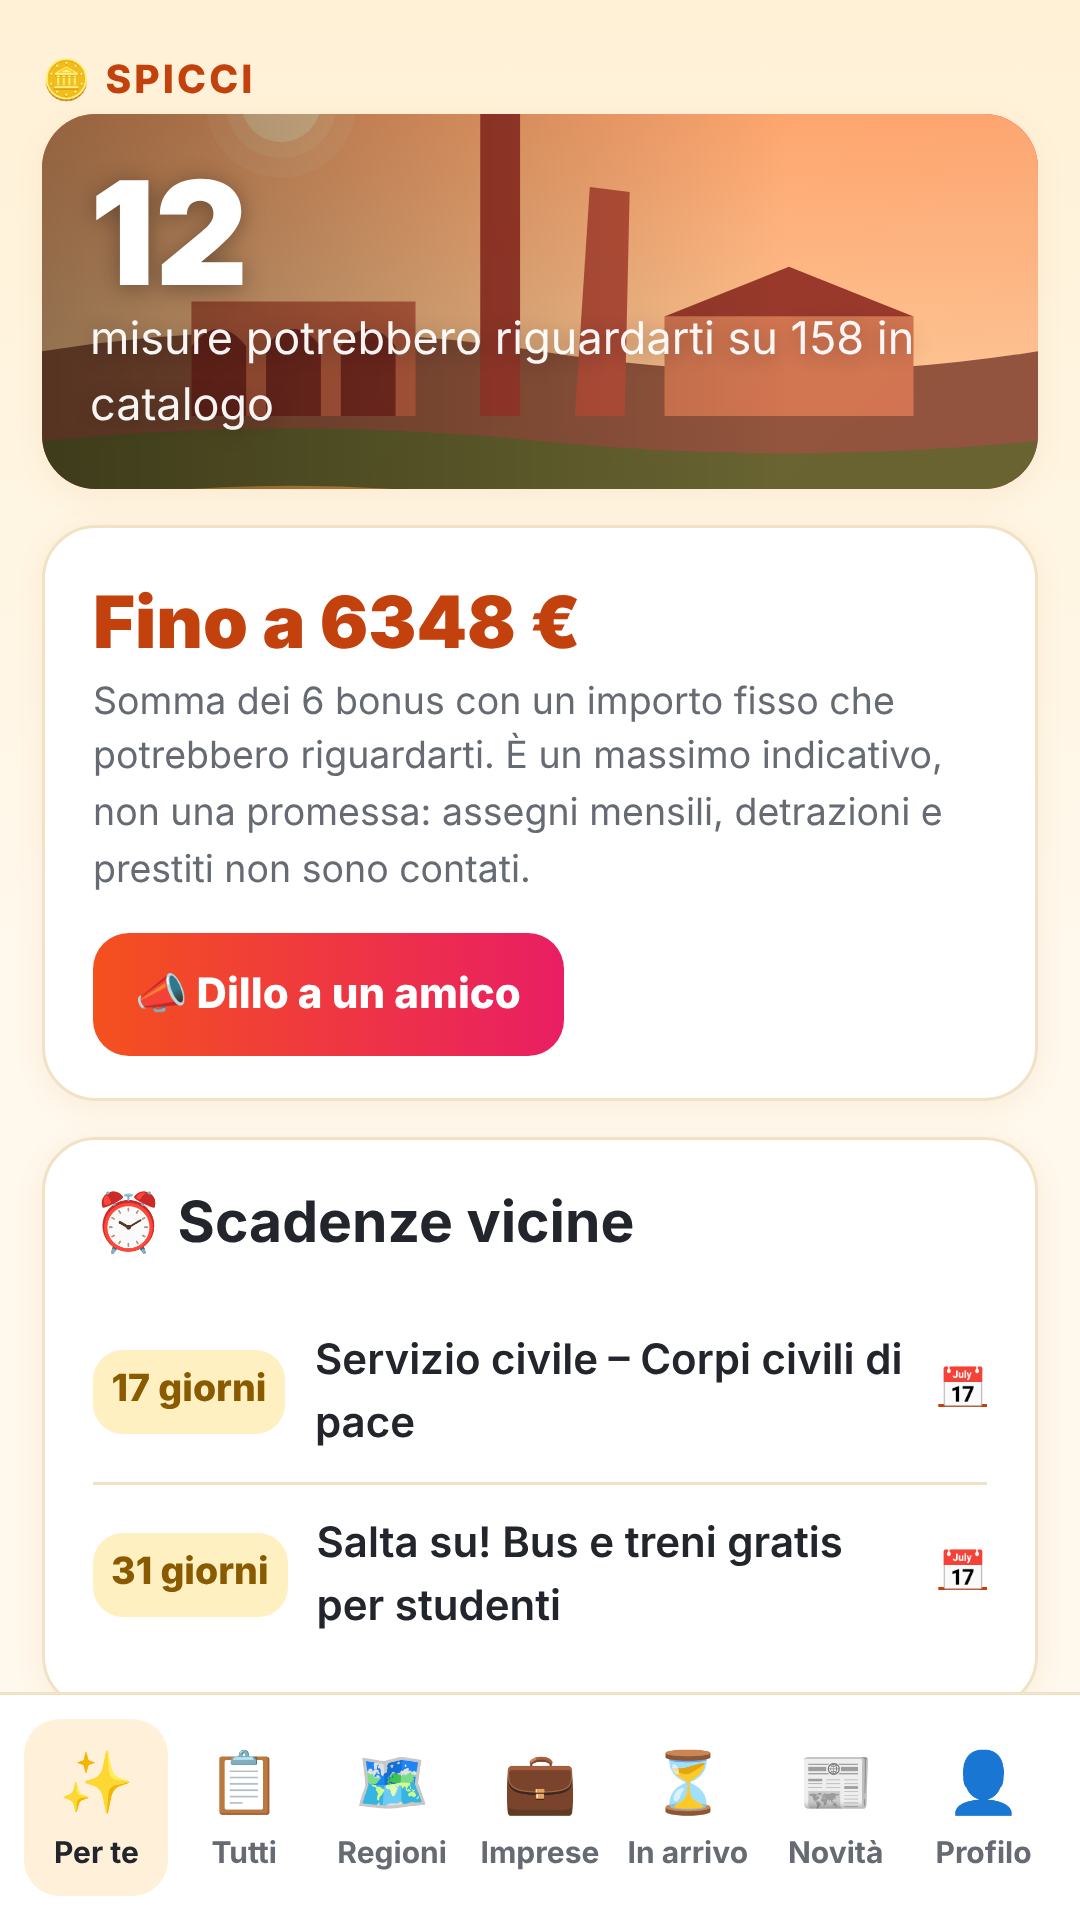 SPICCI
12
misure potrebbero riguardarti su 158 in
catalogo
Fino a 6348 €
Somma dei 6 bonus con un importo fisso che
potrebbero riguardarti. È un massimo indicativo,
non una promessa: assegni mensili, detrazioni e
prestiti non sono contati.
📣 Dillo a un amico
⏰ Scadenze vicine
17 giorni
Servizio civile – Corpi civili di
pace
July
17
31 giorni
Salta su! Bus e treni gratis
per studenti
July
17
Per te
Tutti
Regioni
Imprese
In arrivo
Novità
Profilo